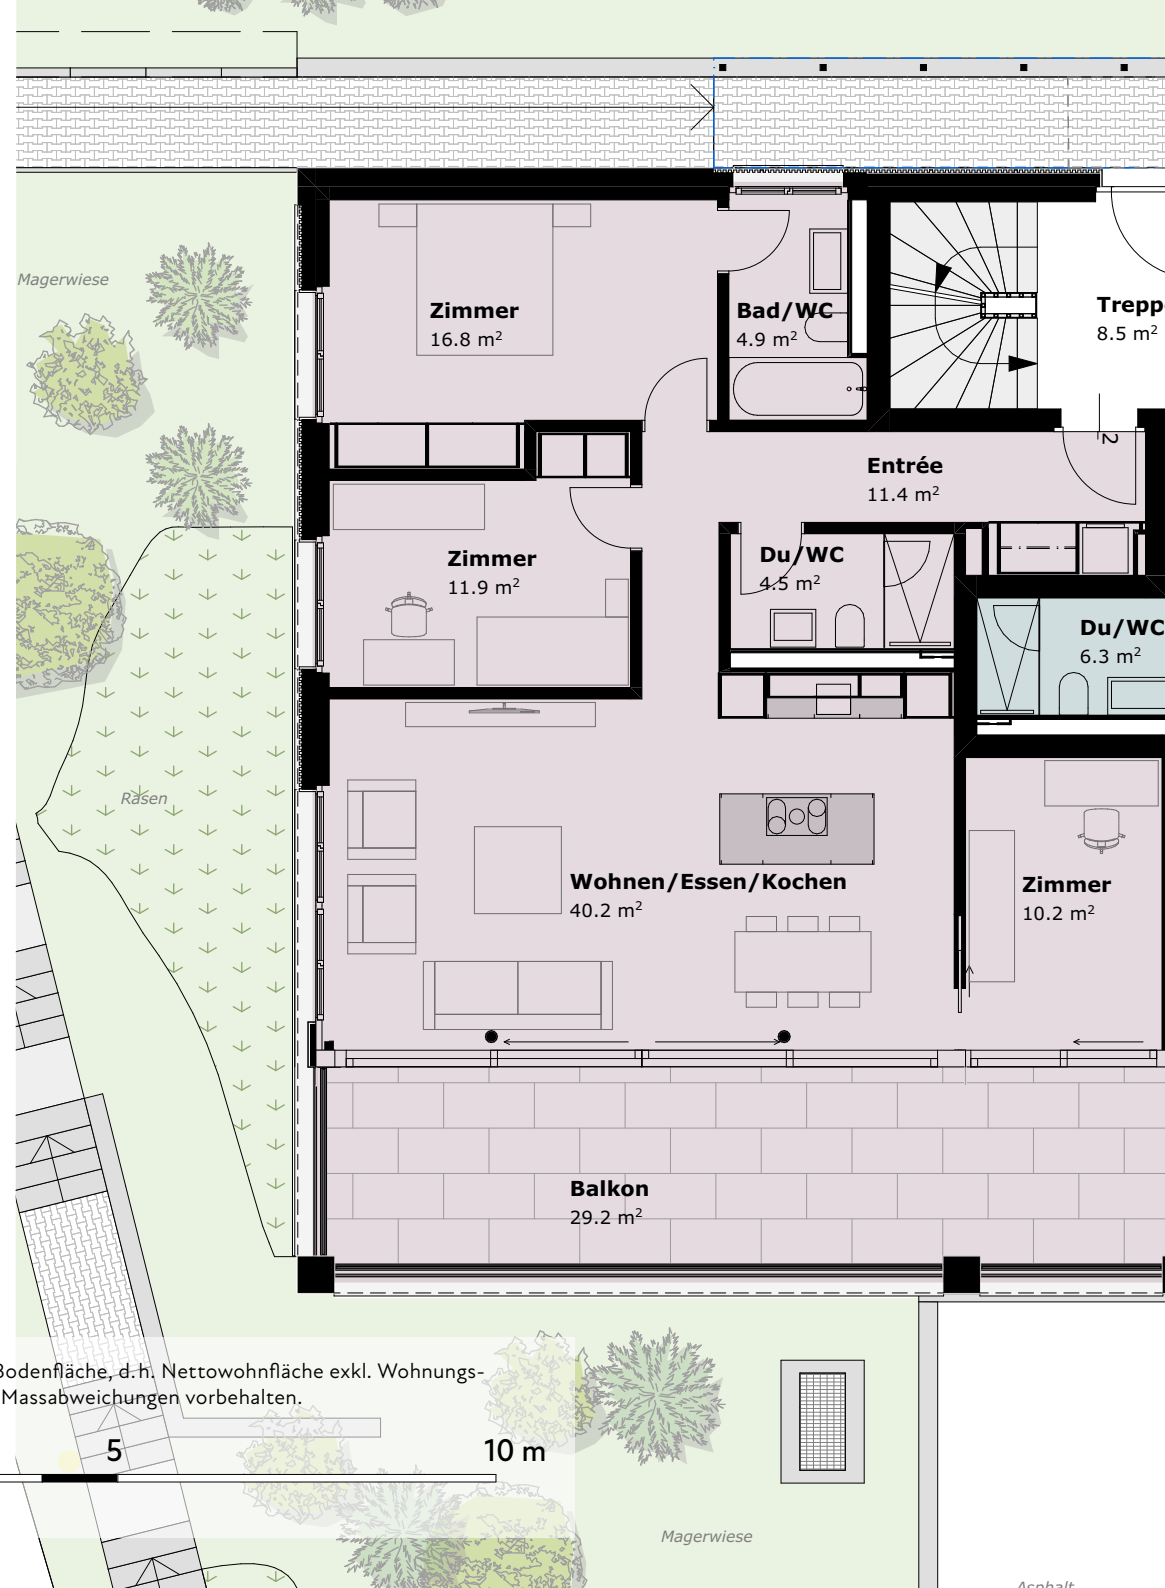 Magerwiese
Zimmer
16.8 m²
Bad/WC
4.9 m²
Trepp
8.5 m²
2
Entrée
11.4 m²
Zimmer
11.9 m²
Du/WC
4.5 m²
Du/WC
6.3 m²
Rasen
Wohnen/Essen/Kochen
40.2 m²
Zimmer
10.2 m²
Balkon
29.2 m²
Bodenfläche, d.h. Nettowohnfläche exkl. Wohnungs-
Massabweichungen vorbehalten.
5
10 m
Magerwiese
Asphalt